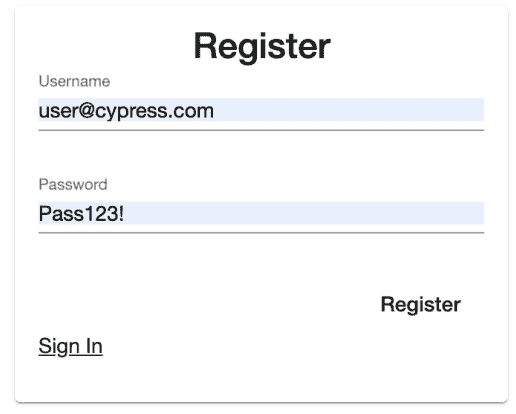 Register
Username
user@cypress.com
Password
Pass123!
Register
Sign In